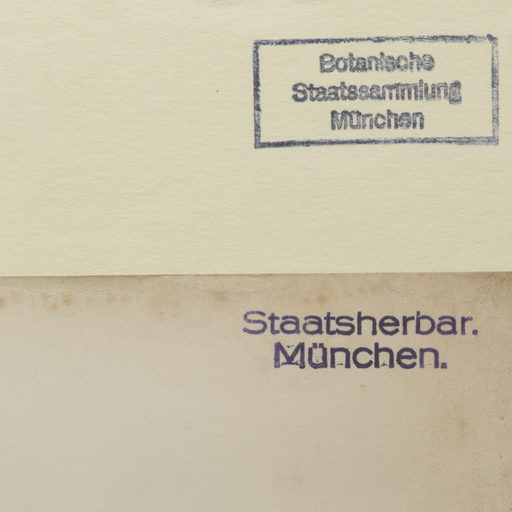 Botanische
Staatssammlung
München
Staatsherbar.
München.